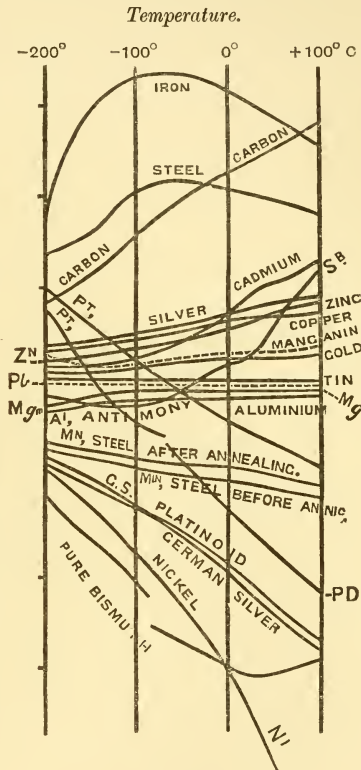 Temperature.
-200° -100° 0° +100° C
IRON
CARBON
STEEL
CARBON
CADMIUM
SB.
PT,
PT,
SILVER
ZINC
COPPER
MANGANIN
GOLD
ZN
Pb
TIN
Mgm
Mg
Al, ANTIMONY
ALUMINIUM
MN, STEEL AFTER ANNEALING.
MN, STEEL BEFORE ANNIG.
G.S.
PLATINOID
GERMAN SILVER
NICKEL
PURE BISMUTH
-PD
NI